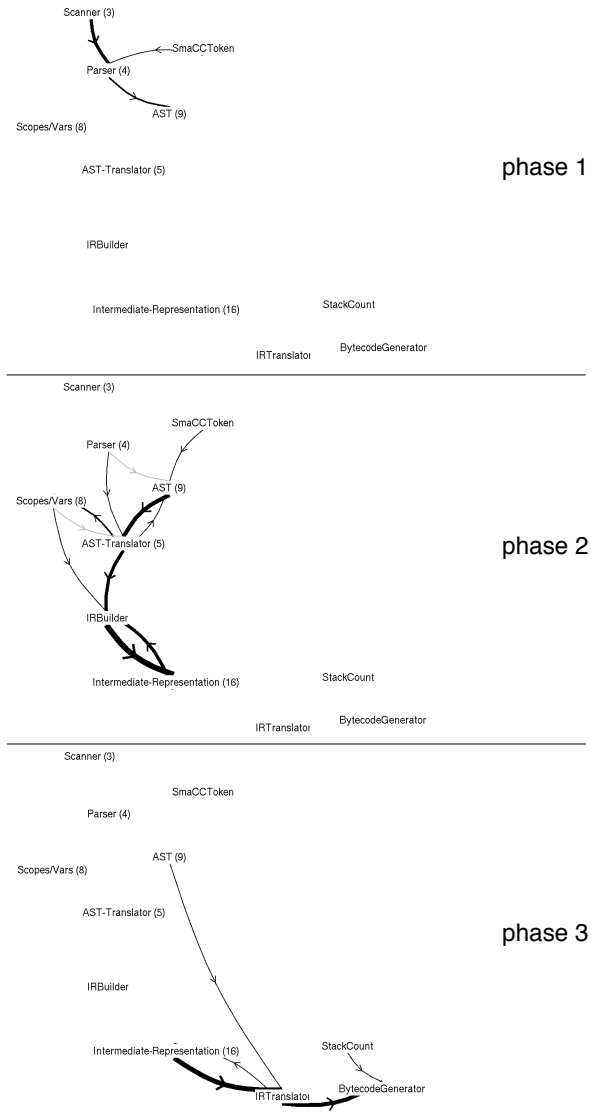 Scanner (3)
SmaCCToken
Parser (4)
AST (9)
Scopes/Vars (8)
AST-Translator (5)
phase 1
IRBuilder
Intermediate-Representation (16)
StackCount
BytecodeGenerator
IRTranslator
Scanner (3)
SmaCCToken
Parser (4)
AST (9)
Scopes/Vars (8)
AST-Translator (5)
phase 2
IRBuilder
Intermediate-Representation (16)
StackCount
BytecodeGenerator
IRTranslator
Scanner (3)
SmaCCToken
Parser (4)
AST (9)
Scopes/Vars (8)
AST-Translator (5)
phase 3
IRBuilder
Intermediate-Representation (16)
StackCount
BytecodeGenerator
IRTranslator